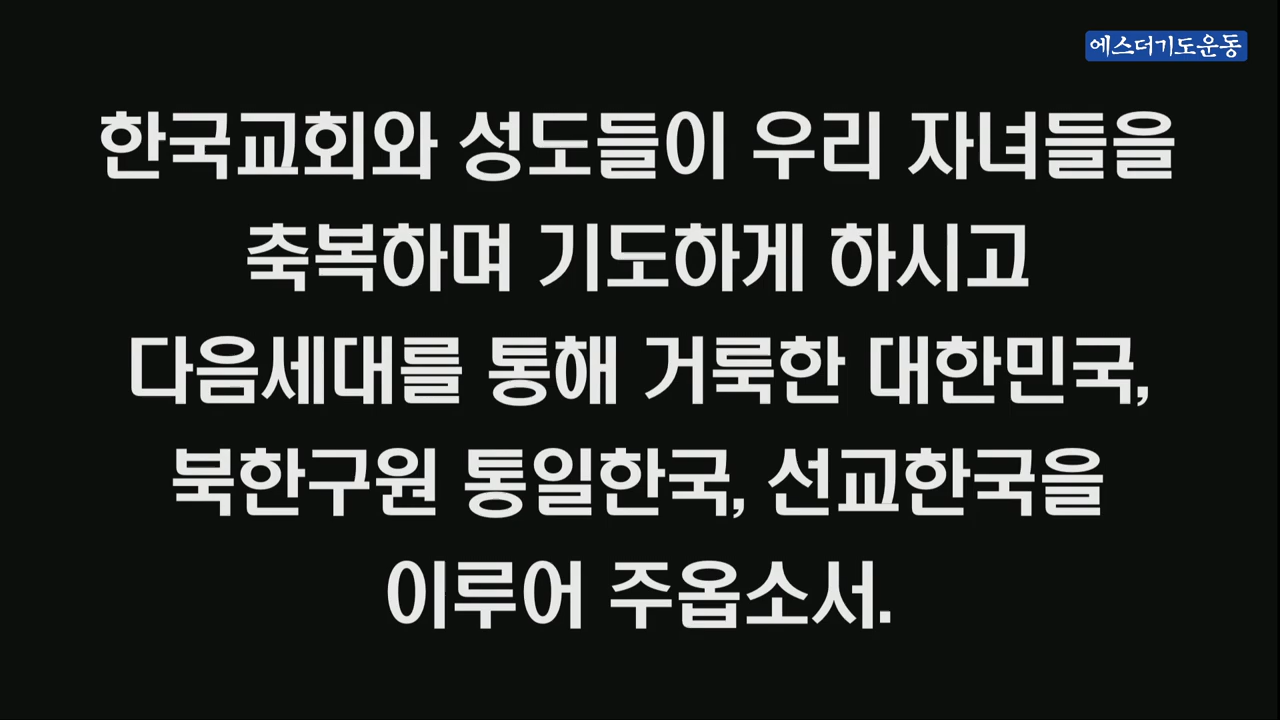 에스더기도운동
한국교회와 성도들이 우리 자녀들을
축복하며 기도하게 하시고
다음세대를 통해 거룩한 대한민국,
북한구원 통일한국, 선교한국을
이루어 주옵소서.